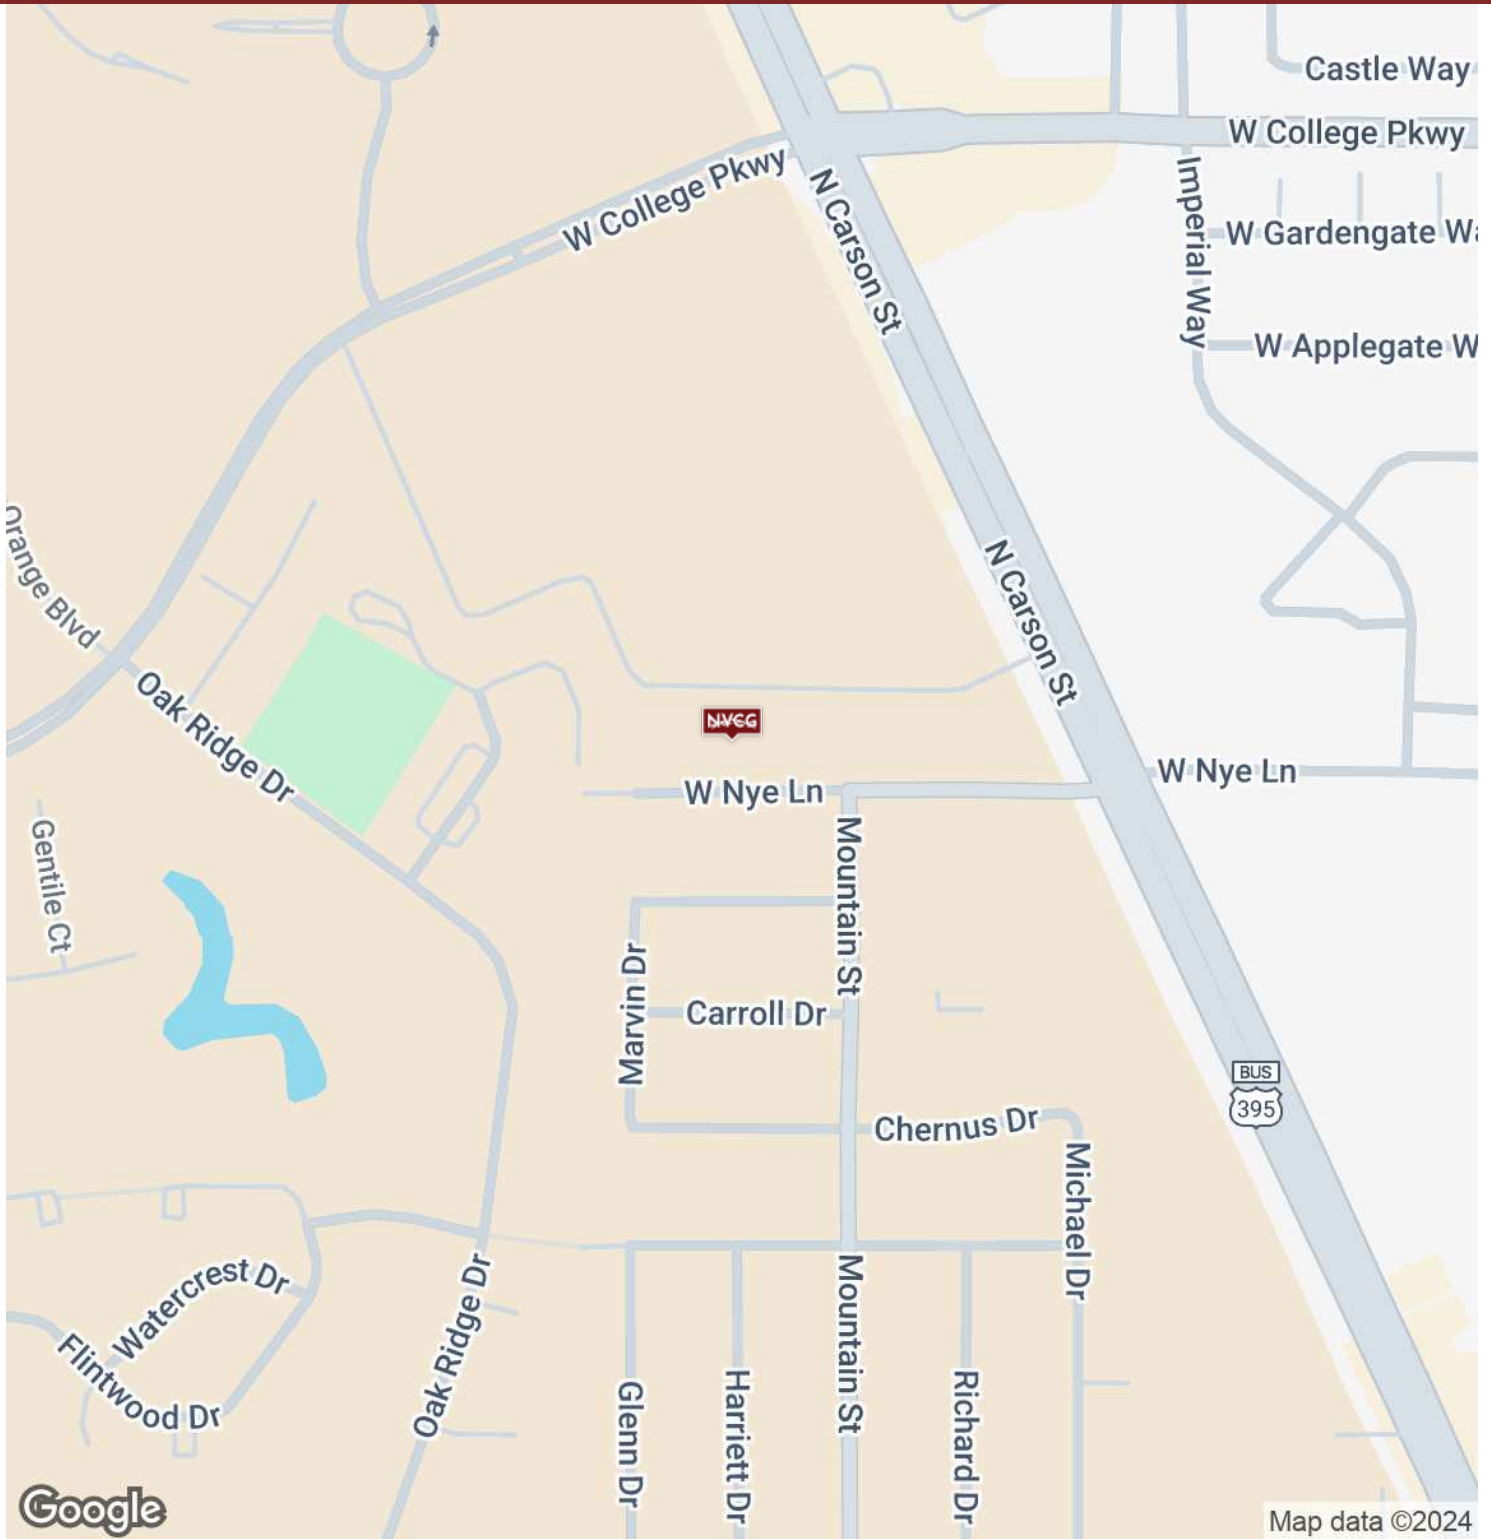 Castle Way
W College Pkwy
W College Pkwy
N Carson St
Imperial Way
W Gardengate Wa
W Applegate W
Orange Blvd
N Carson St
Oak Ridge Dr
NVCG
W Nye Ln
W Nye Ln
Gentile Ct
Mountain St
Marvin Dr
Carroll Dr
BUS
395
Chernus Dr
Michael Dr
Watercrest Dr
Flintwood Dr
Oak Ridge Dr
Mountain St
Glenn Dr
Harriett Dr
Richard Dr
Google
Map data ©2024